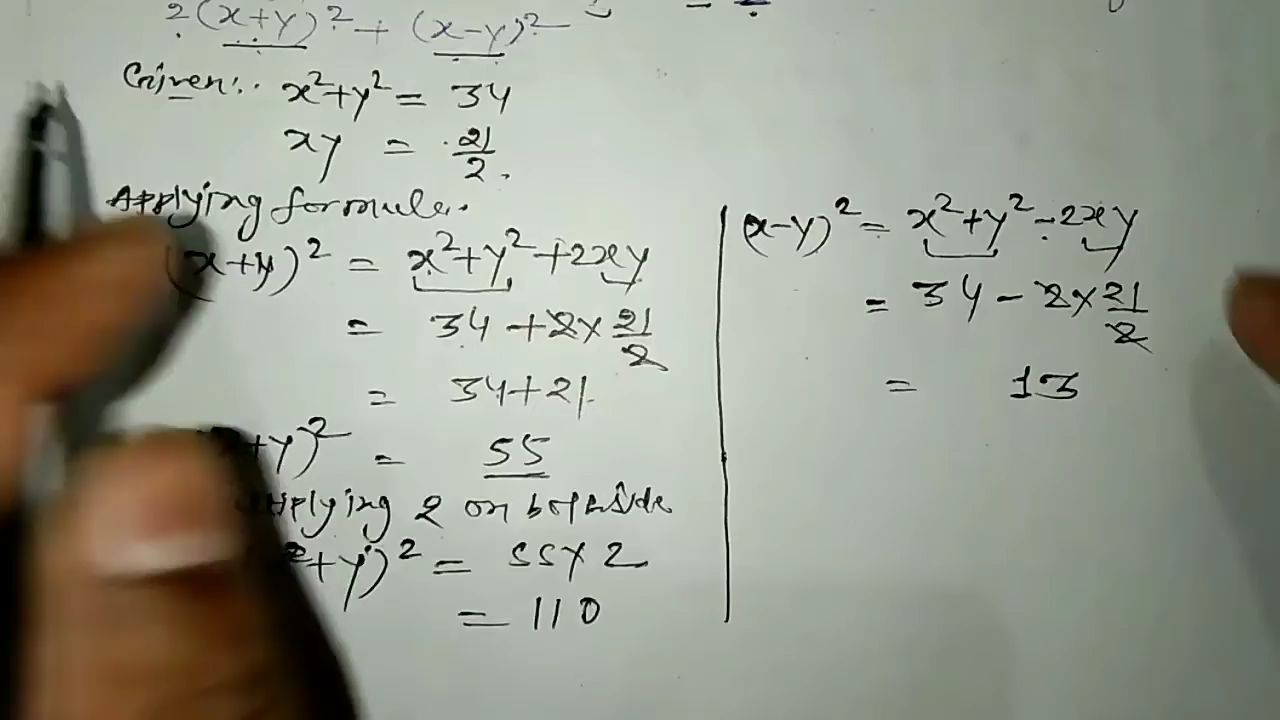 2(x+y)² + (x-y)²
Given:. x²+y² = 34
xy = 21/2.
Applying formule.
(x+y)² = x²+y²+2xy
= 34+2×21/2
= 34+21
+y)² = 55
plying 2 on both side
+y)² = 55×2
= 110
(x-y)² = x²+y²-2xy
= 34-2×21/2
= 13